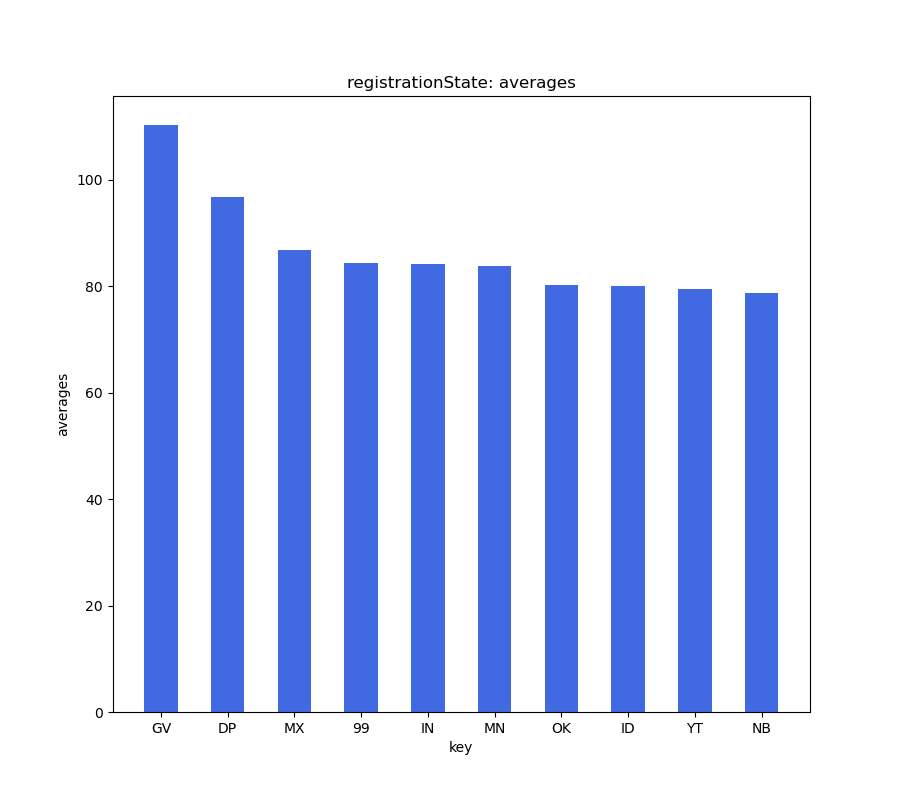 registrationState: averages
100
80
60
40
20
0
averages
GV DP MX 99 IN MN OK ID YT NB
key